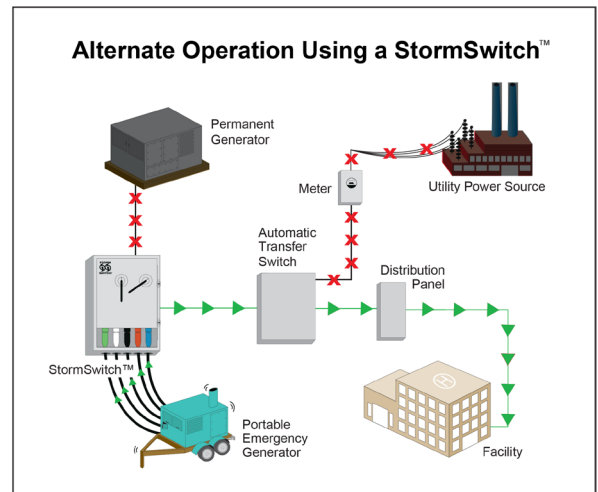 Alternate Operation Using a StormSwitch™
Permanent
Generator
Utility Power Source
Meter
Automatic
Transfer
Switch
Distribution
Panel
StormSwitch™
Portable
Emergency
Generator
Facility
H